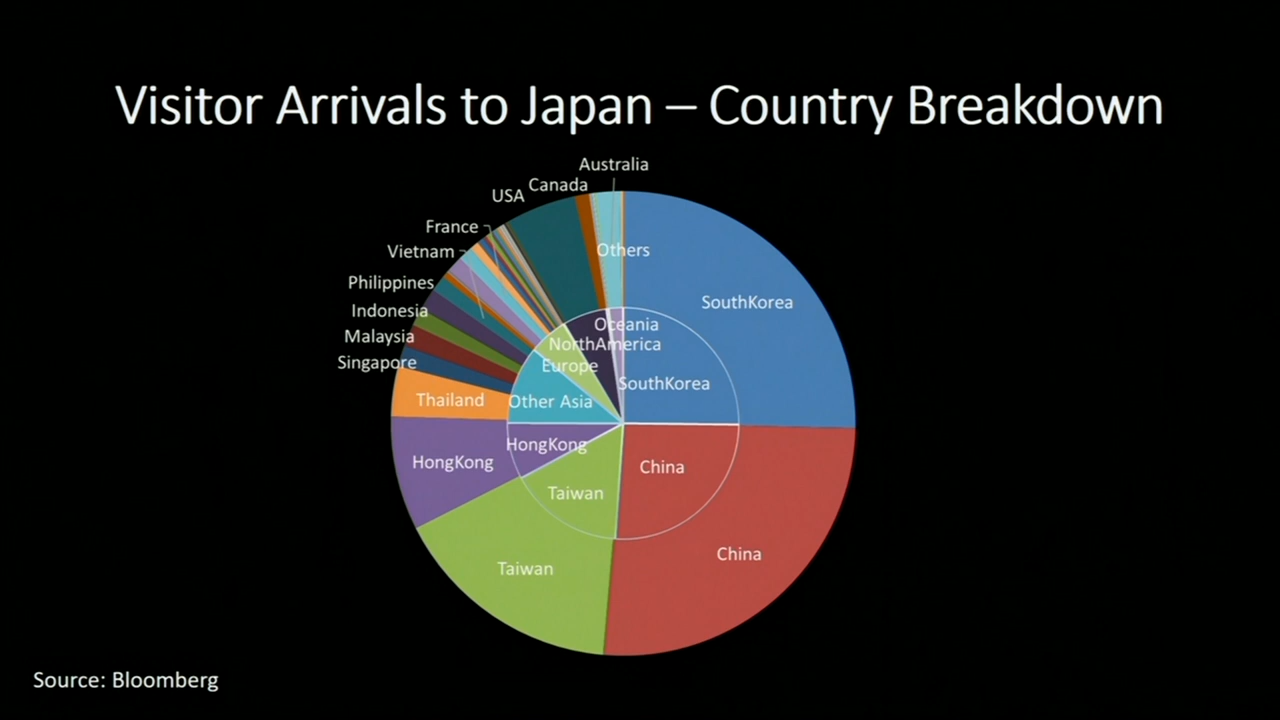 Visitor Arrivals to Japan – Country Breakdown
Australia
Canada
USA
France
Vietnam
Philippines
Indonesia
Malaysia
Singapore
Thailand
HongKong
Taiwan
China
SouthKorea
Others
Oceania
NorthAmerica
Europe
Other Asia
HongKong
Taiwan
China
SouthKorea
Source: Bloomberg